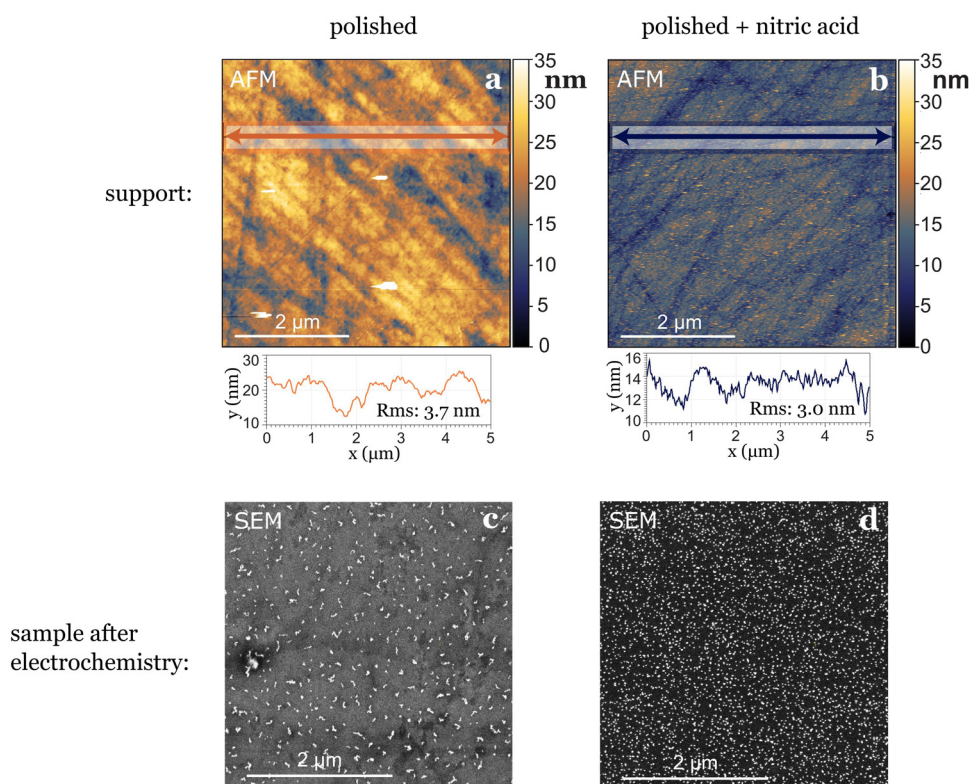 polished
polished + nitric acid
AFM
a
35
nm
30
25
20
15
10
5
0
2 μm
AFM
b
35
nm
30
25
20
15
10
5
0
2 μm
support:
30
20
10
y (nm)
Rms: 3.7 nm
0 1 2 3 4 5
x (μm)
16
14
12
10
y (nm)
Rms: 3.0 nm
0 1 2 3 4 5
x (μm)
SEM
c
2 μm
SEM
d
2 μm
sample after
electrochemistry: